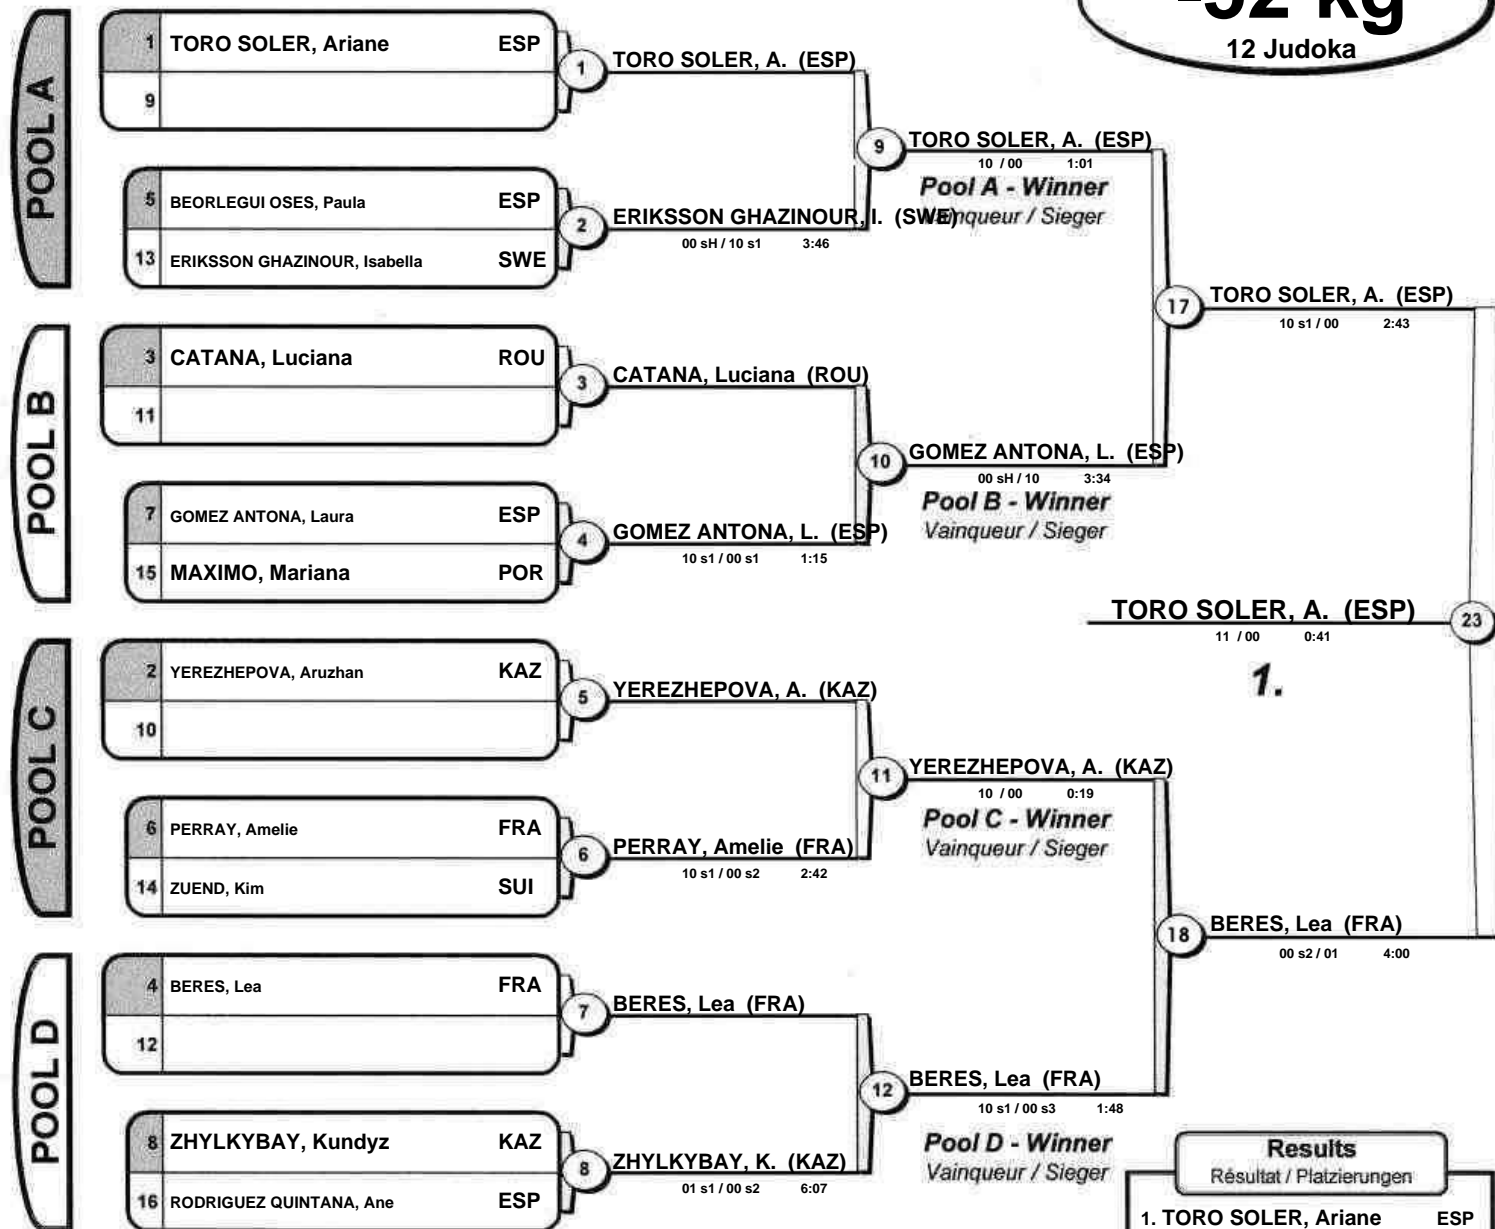 -52 kg
12 Judoka
POOL A
1 TORO SOLER, Ariane ESP
9
5 BEORLEGUI OSES, Paula ESP
13 ERIKSSON GHAZINOUR, Isabella SWE
1 TORO SOLER, A. (ESP)
2 ERIKSSON GHAZINOUR, I. (SWE)
00 sH / 10 s1 3:46
9 TORO SOLER, A. (ESP)
10 / 00 1:01
Pool A - Winner
Vainqueur / Sieger
POOL B
3 CATANA, Luciana ROU
11
7 GOMEZ ANTONA, Laura ESP
15 MAXIMO, Mariana POR
3 CATANA, Luciana (ROU)
4 GOMEZ ANTONA, L. (ESP)
10 s1 / 00 s1 1:15
10 GOMEZ ANTONA, L. (ESP)
00 sH / 10 3:34
Pool B - Winner
Vainqueur / Sieger
17 TORO SOLER, A. (ESP)
10 s1 / 00 2:43
POOL C
2 YEREZHEPOVA, Aruzhan KAZ
10
6 PERRAY, Amelie FRA
14 ZUEND, Kim SUI
5 YEREZHEPOVA, A. (KAZ)
6 PERRAY, Amelie (FRA)
10 s1 / 00 s2 2:42
11 YEREZHEPOVA, A. (KAZ)
10 / 00 0:19
Pool C - Winner
Vainqueur / Sieger
POOL D
4 BERES, Lea FRA
12
8 ZHYLKYBAY, Kundyz KAZ
16 RODRIGUEZ QUINTANA, Ane ESP
7 BERES, Lea (FRA)
8 ZHYLKYBAY, K. (KAZ)
01 s1 / 00 s2 6:07
12 BERES, Lea (FRA)
10 s1 / 00 s3 1:48
Pool D - Winner
Vainqueur / Sieger
18 BERES, Lea (FRA)
00 s2 / 01 4:00
TORO SOLER, A. (ESP) 23
11 / 00 0:41
1.
Results
Résultat / Platzierungen
1. TORO SOLER, Ariane ESP